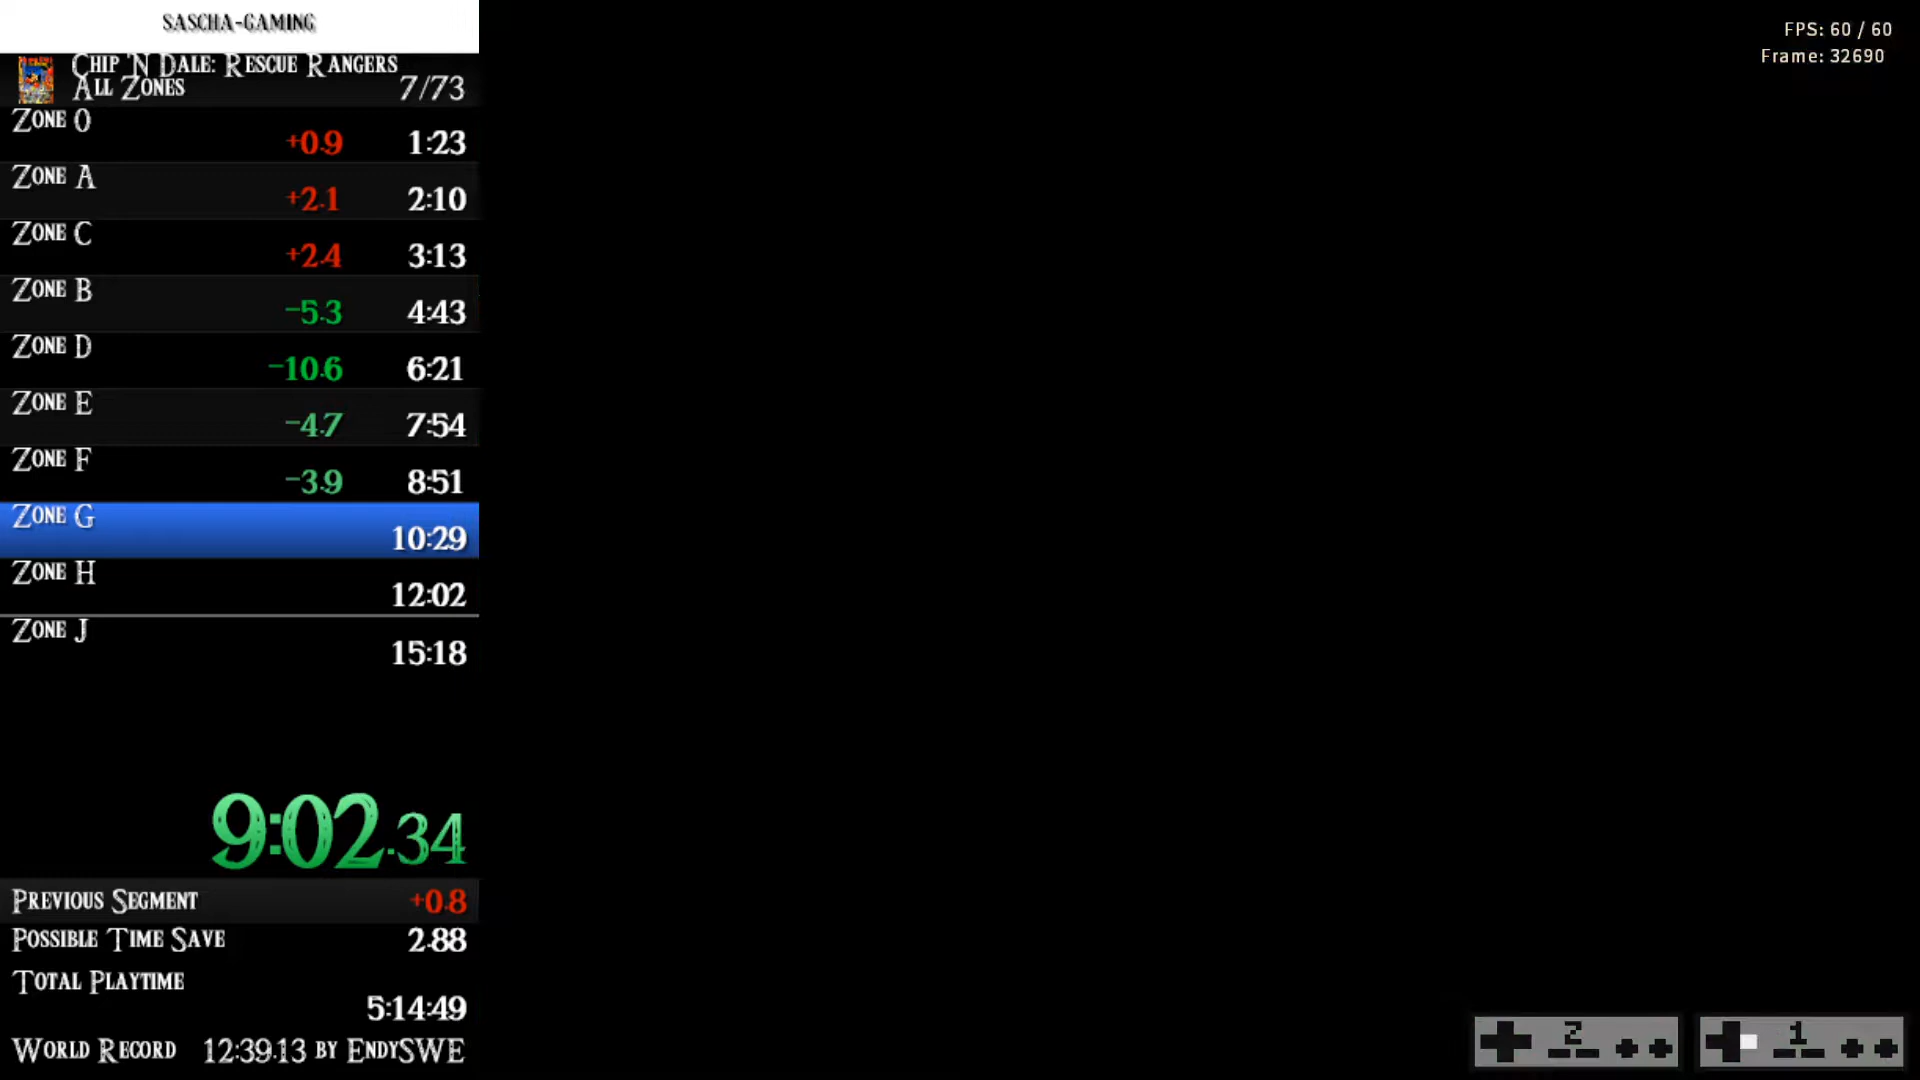 SASCHA-GAMING
FPS: 60 / 60
Frame: 32690
Chip 'N Dale: Rescue Rangers
All Zones 7/73
Zone 0 +0.9 1:23
Zone A +2.1 2:10
Zone C +2.4 3:13
Zone B −5.3 4:43
Zone D −10.6 6:21
Zone E −4.7 7:54
Zone F −3.9 8:51
Zone G 10:29
Zone H 12:02
Zone J 15:18
9:02.34
Previous Segment +0.8
Possible Time Save 2.88
Total Playtime 5:14:49
World Record 12:39.13 by EndySWE
2 1